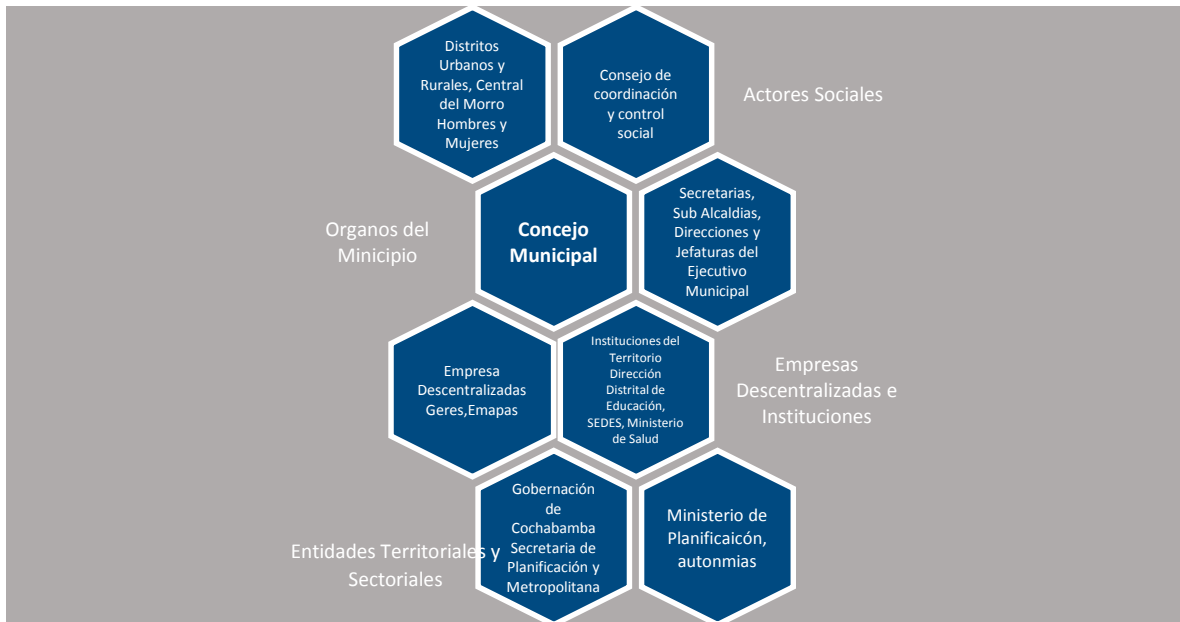 Distritos
Urbanos y
Rurales, Central
del Morro
Hombres y
Mujeres
Consejo de
coordinación
y control
social
Actores Sociales
Organos del
Minicipio
Concejo
Municipal
Secretarias,
Sub Alcaldias,
Direcciones y
Jefaturas del
Ejecutivo
Municipal
Empresa
Descentralizadas
Geres,Emapas
Instituciones del
Territorio
Dirección
Distrital de
Educación,
SEDES, Ministerio
de Salud
Empresas
Descentralizadas e
Instituciones
Entidades Territoriales y
Sectoriales
Gobernación
de
Cochabamba
Secretaria de
Planificación y
Metropolitana
Ministerio de
Planificaicón,
autonmias